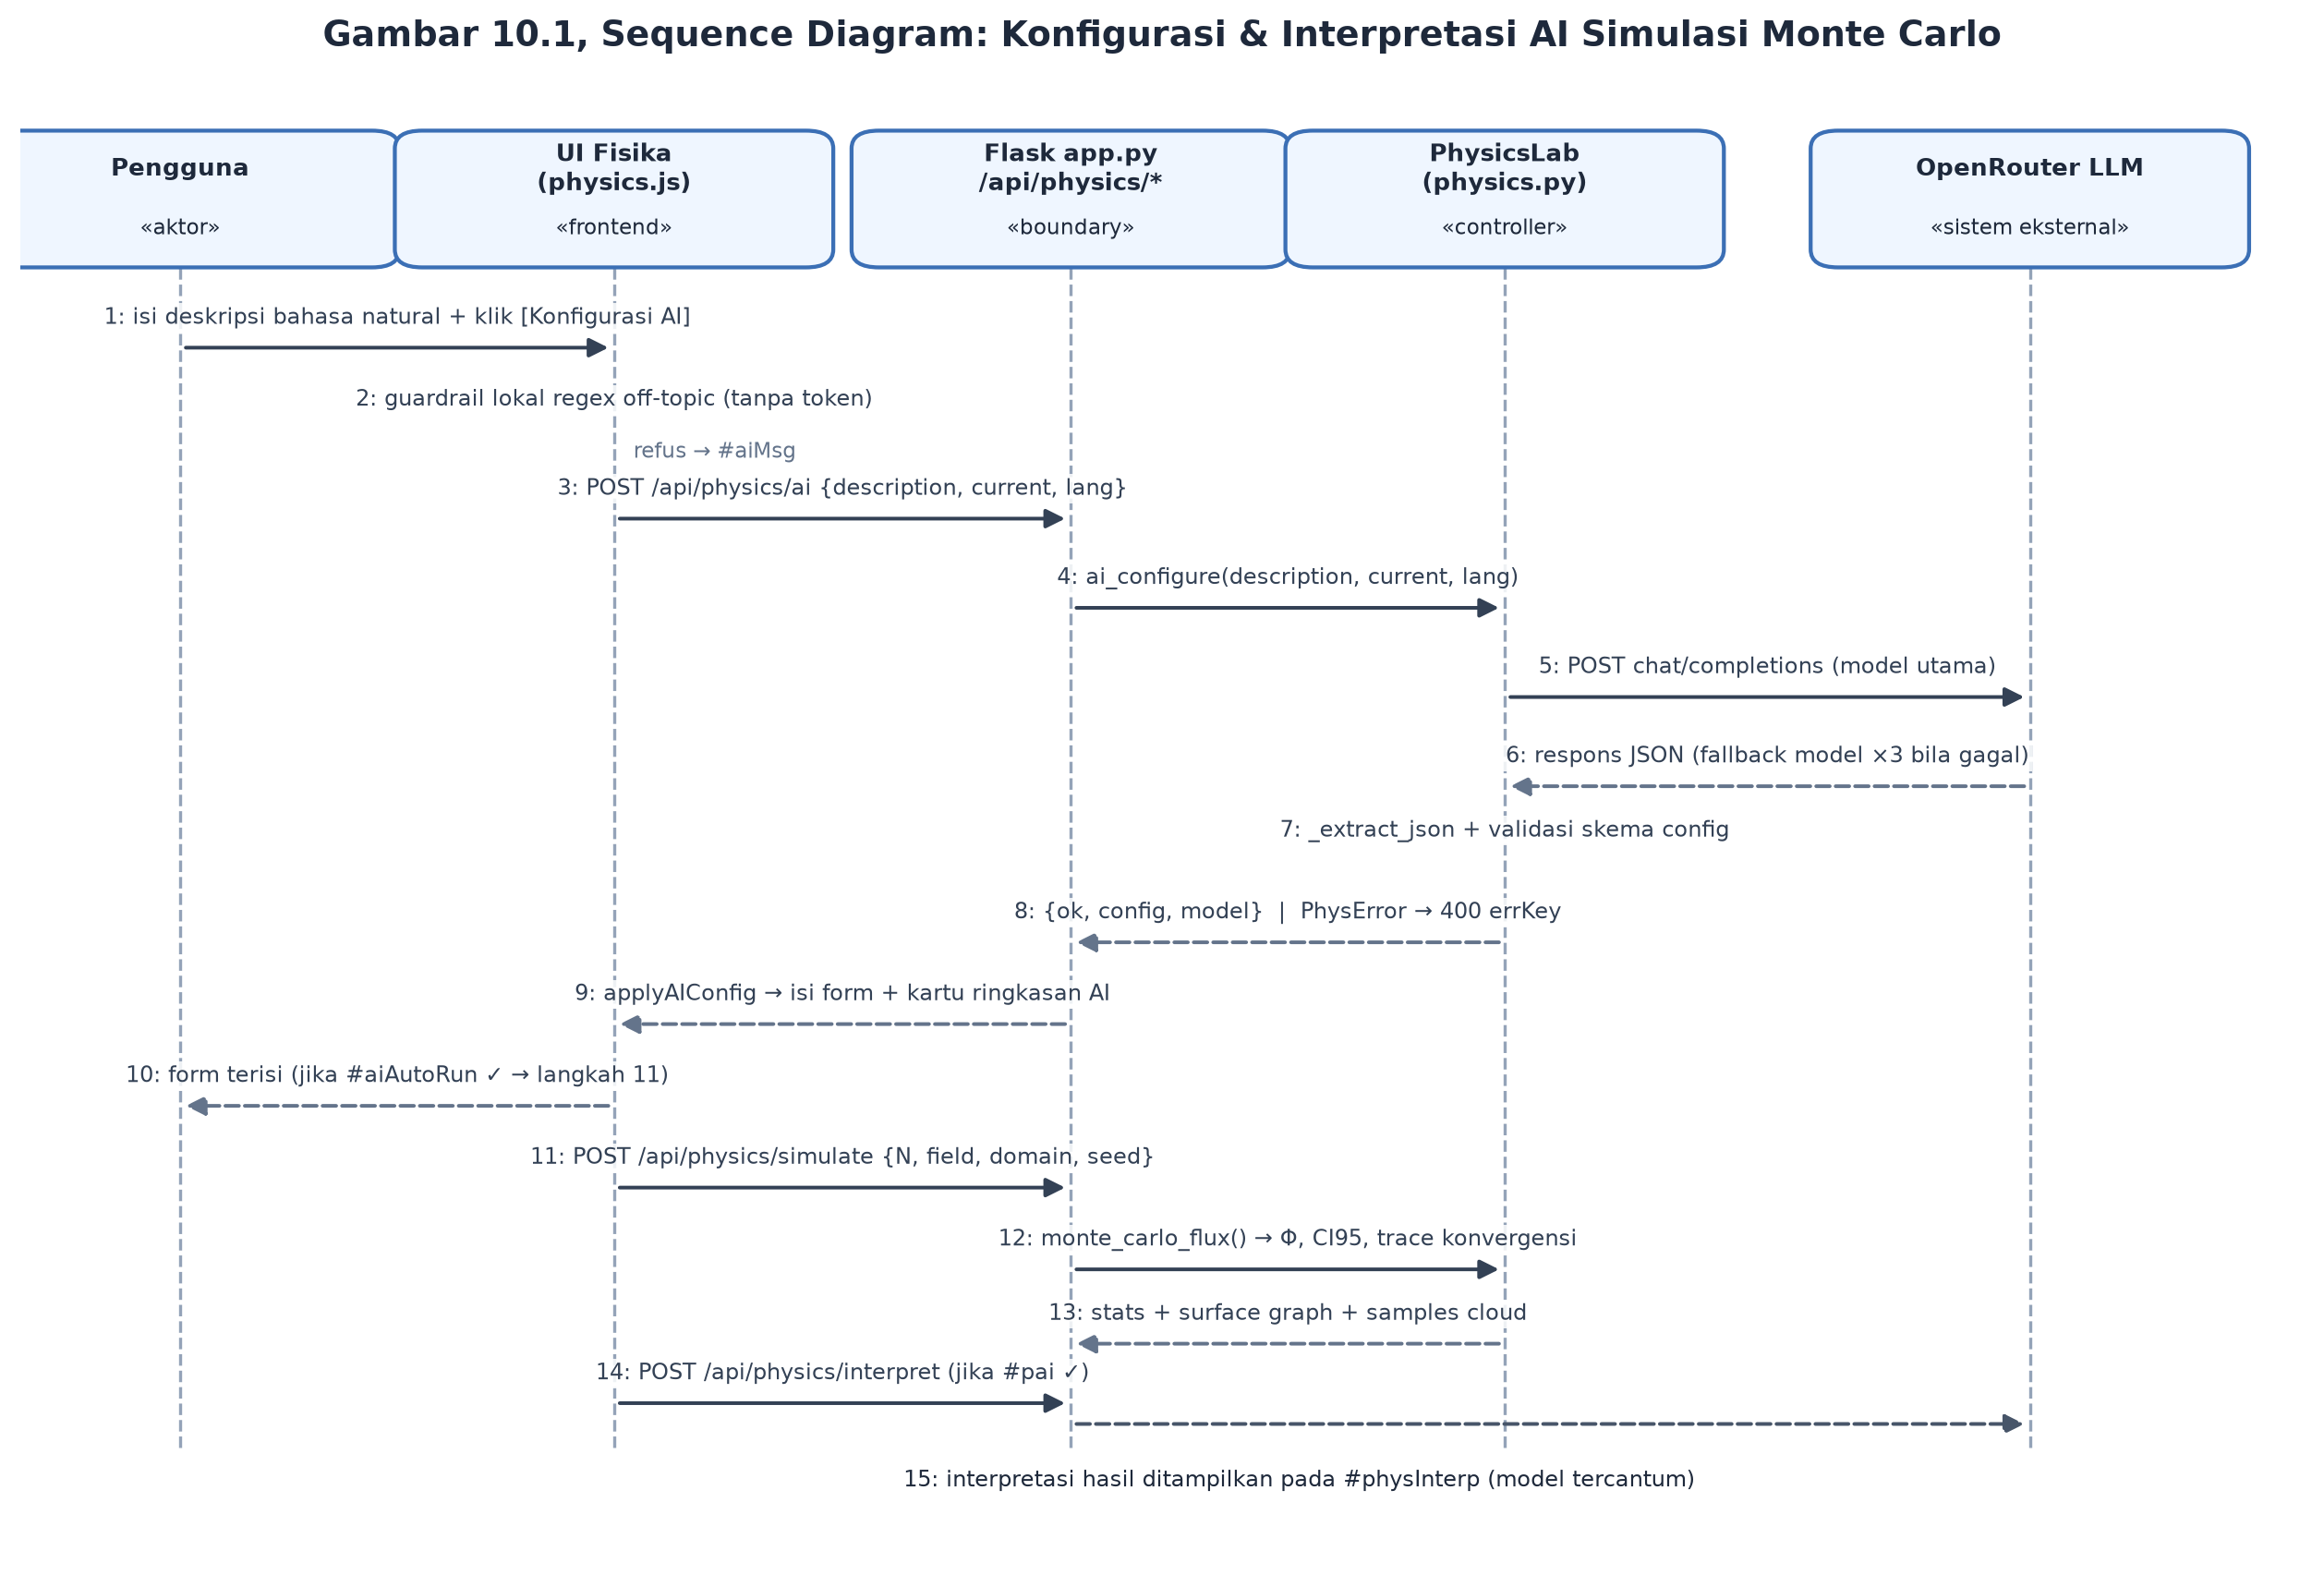 Gambar 10.1, Sequence Diagram: Konfigurasi & Interpretasi AI Simulasi Monte Carlo
Pengguna
«aktor»
UI Fisika
(physics.js)
«frontend»
Flask app.py
/api/physics/*
«boundary»
PhysicsLab
(physics.py)
«controller»
OpenRouter LLM
«sistem eksternal»
1: isi deskripsi bahasa natural + klik [Konfigurasi AI]
2: guardrail lokal regex off-topic (tanpa token)
refus → #aiMsg
3: POST /api/physics/ai {description, current, lang}
4: ai_configure(description, current, lang)
5: POST chat/completions (model utama)
6: respons JSON (fallback model ×3 bila gagal)
7: _extract_json + validasi skema config
8: {ok, config, model} | PhysError → 400 errKey
9: applyAIConfig → isi form + kartu ringkasan AI
10: form terisi (jika #aiAutoRun ✓ → langkah 11)
11: POST /api/physics/simulate {N, field, domain, seed}
12: monte_carlo_flux() → Φ, CI95, trace konvergensi
13: stats + surface graph + samples cloud
14: POST /api/physics/interpret (jika #pai ✓)
15: interpretasi hasil ditampilkan pada #physInterp (model tercantum)